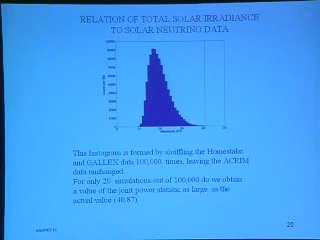 RELATION OF TOTAL SOLAR IRRADIANCE
TO SOLAR NEUTRINO DATA
This histogram is formed by shuffling the Homestake
and GALLEX data 100,000 times, leaving the ACRIM
data unchanged.
For only 20 simulations out of 100,000 do we obtain
a value of the joint power statistic as large as the
actual value (40.87)
20